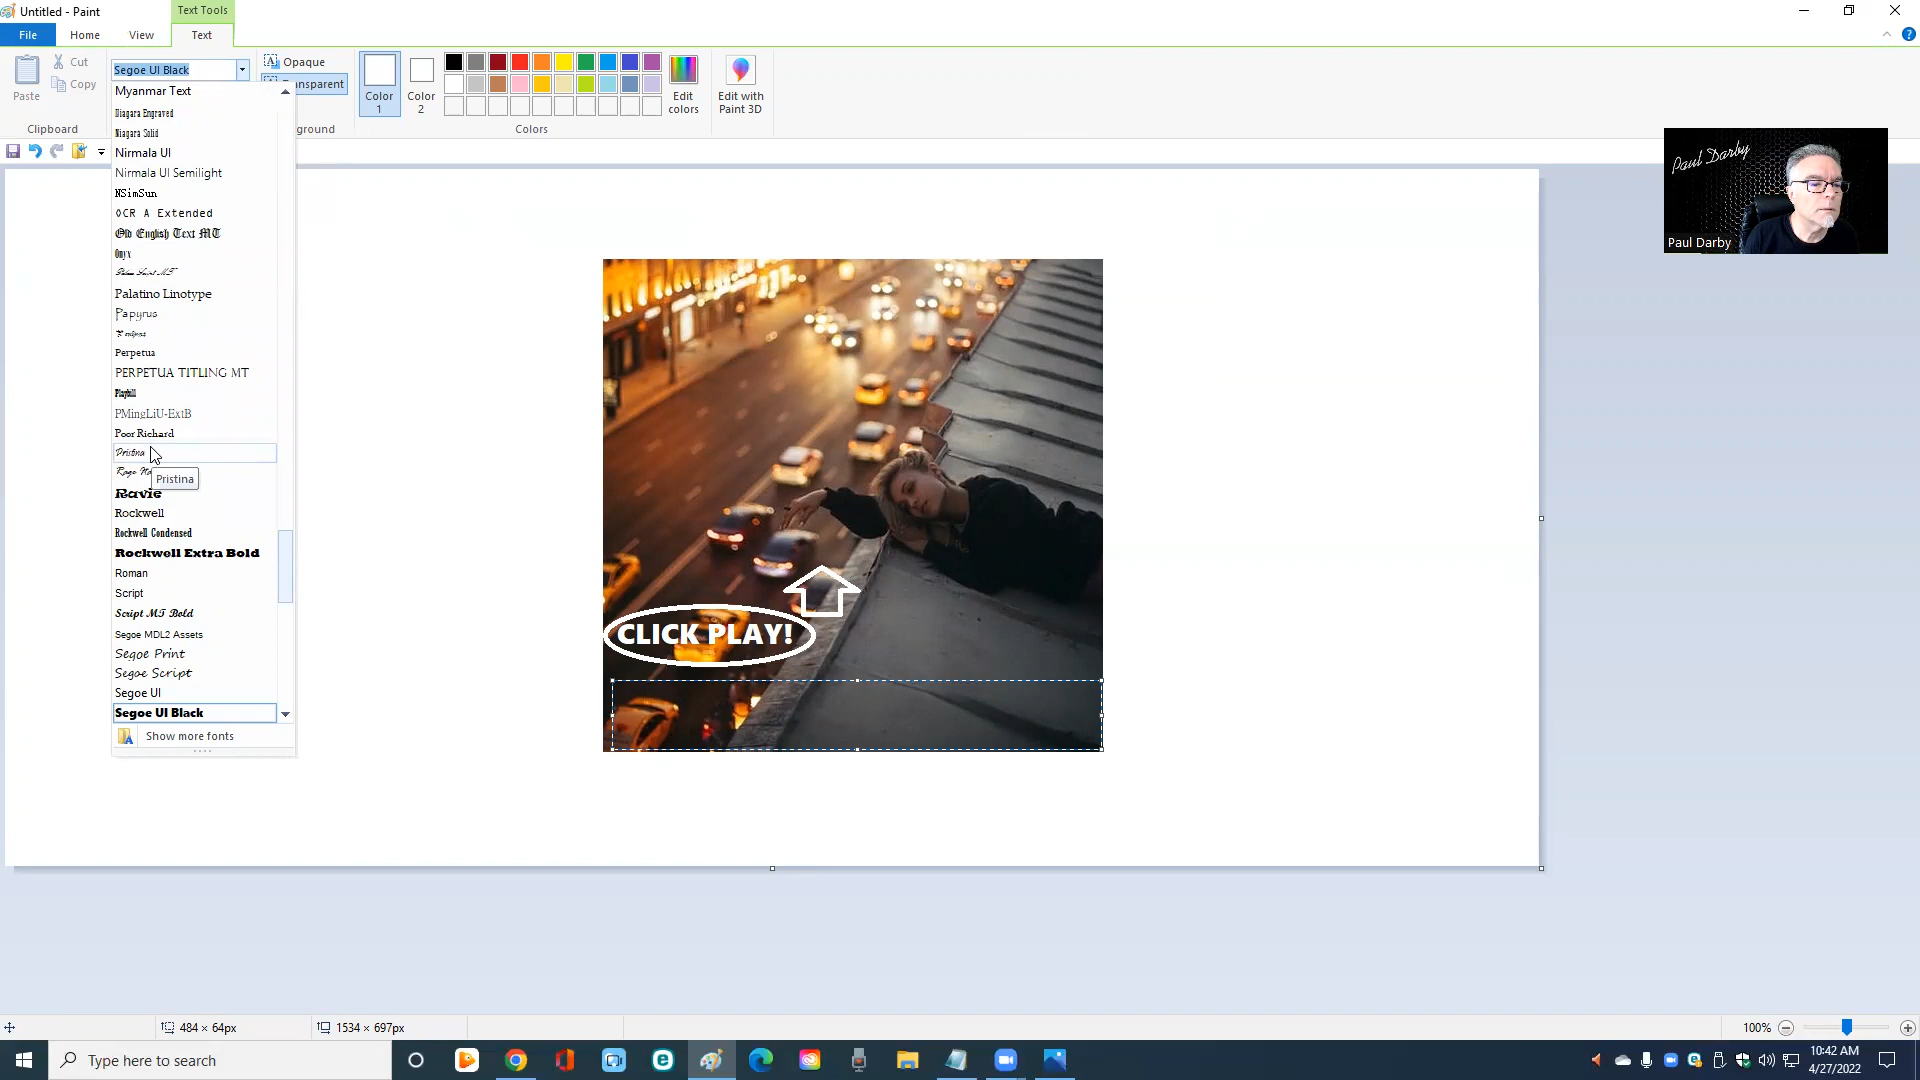 Untitled - Paint
Text Tools
File
Home
View
Text
Cut
Copy
Paste
Clipboard
Segoe UI Black
Opaque
ansparent
ground
Color 1
Color 2
Edit colors
Colors
Edit with Paint 3D
Myanmar Text
Niagara Engraved
Niagara Solid
Nirmala UI
Nirmala UI Semilight
NSimSun
OCR A Extended
Old English Text MT
Onyx
Palace Script MT
Palatino Linotype
Papyrus
Perpetua
PERPETUA TITLING MT
Playbill
PMingLiU-ExtB
Poor Richard
Pristina
Rage
Pristina
Ravie
Rockwell
Rockwell Condensed
Rockwell Extra Bold
Roman
Script
Script MT Bold
Segoe MDL2 Assets
Segoe Print
Segoe Script
Segoe UI
Segoe UI Black
Show more fonts
CLICK PLAY!
Paul Darby
Paul Darby
484 × 64px
1534 × 697px
100%
Type here to search
10:42 AM
4/27/2022